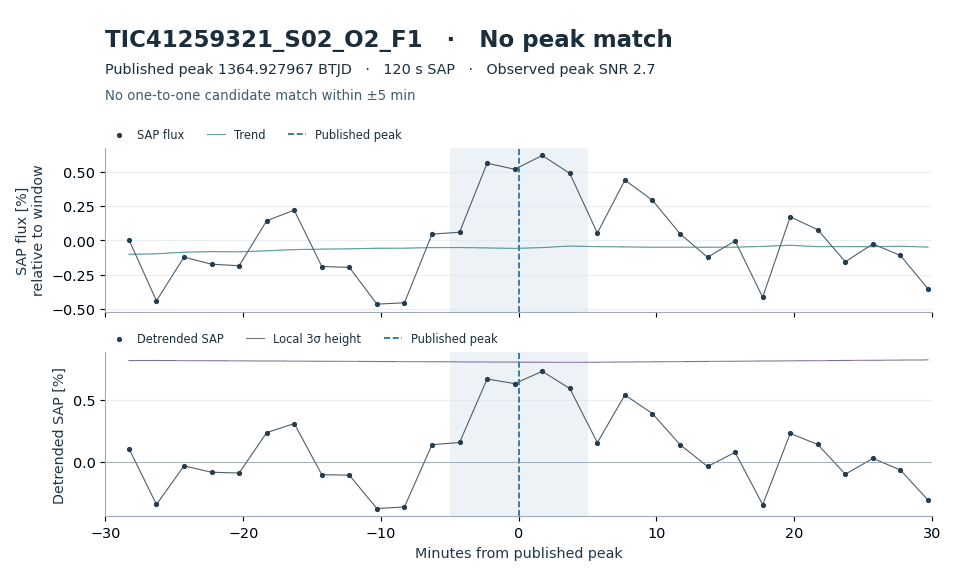 TIC41259321_S02_O2_F1 · No peak match
Published peak 1364.927967 BTJD · 120 s SAP · Observed peak SNR 2.7
No one-to-one candidate match within ±5 min
SAP flux Trend Published peak
SAP flux [%]
relative to window
0.50
0.25
0.00
−0.25
−0.50
Detrended SAP Local 3σ height Published peak
Detrended SAP [%]
0.5
0.0
−30 −20 −10 0 10 20 30
Minutes from published peak